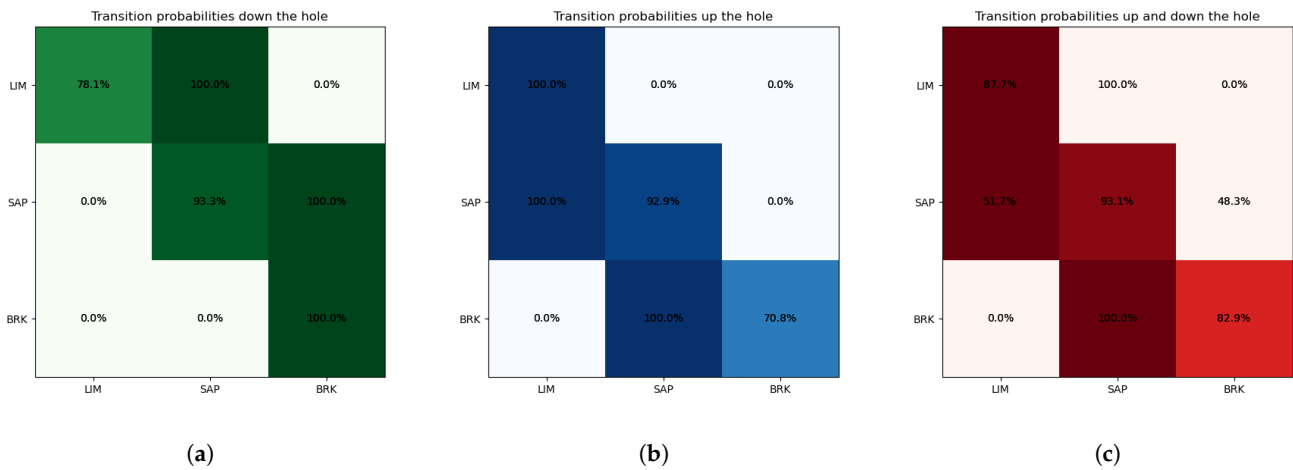 Transition probabilities down the hole
LIM 78.1% 100.0% 0.0%
SAP 0.0% 93.3% 100.0%
BRK 0.0% 0.0% 100.0%
LIM SAP BRK
(a)
Transition probabilities up the hole
LIM 100.0% 0.0% 0.0%
SAP 100.0% 92.9% 0.0%
BRK 0.0% 100.0% 70.8%
LIM SAP BRK
(b)
Transition probabilities up and down the hole
LIM 87.7% 100.0% 0.0%
SAP 51.7% 93.1% 48.3%
BRK 0.0% 100.0% 82.9%
LIM SAP BRK
(c)